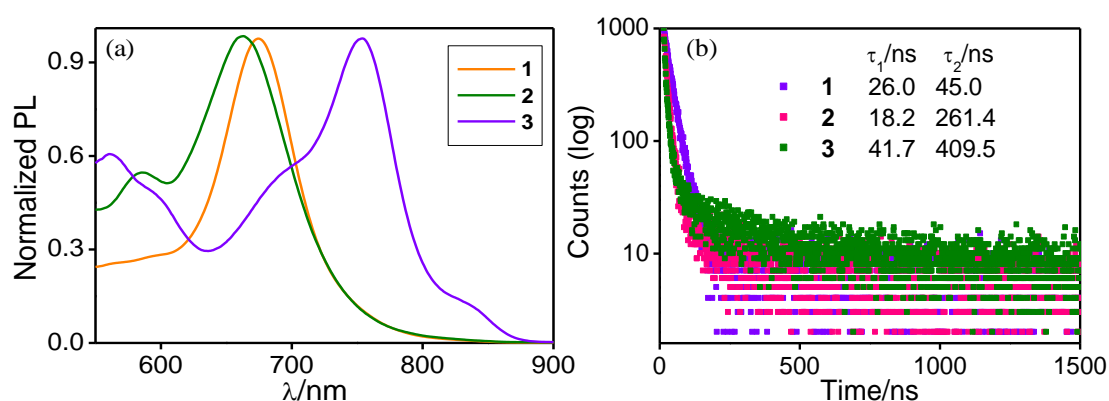 (a)
1
2
3
Normalized PL
0.9
0.6
0.3
0.0
600 700 800 900
λ/nm
(b)
τ1/ns τ2/ns
1 26.0 45.0
2 18.2 261.4
3 41.7 409.5
Counts (log)
1000
100
10
0 500 1000 1500
Time/ns